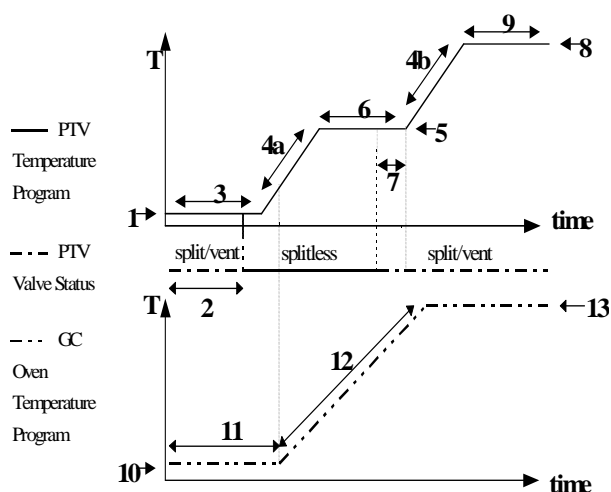 T
9
8
4b
6
5
4a
7
3
1
time
PTV
Temperature
Program
split/vent
splitless
split/vent
PTV
Valve Status
2
T
13
GC
Oven
Temperature
Program
12
11
10
time